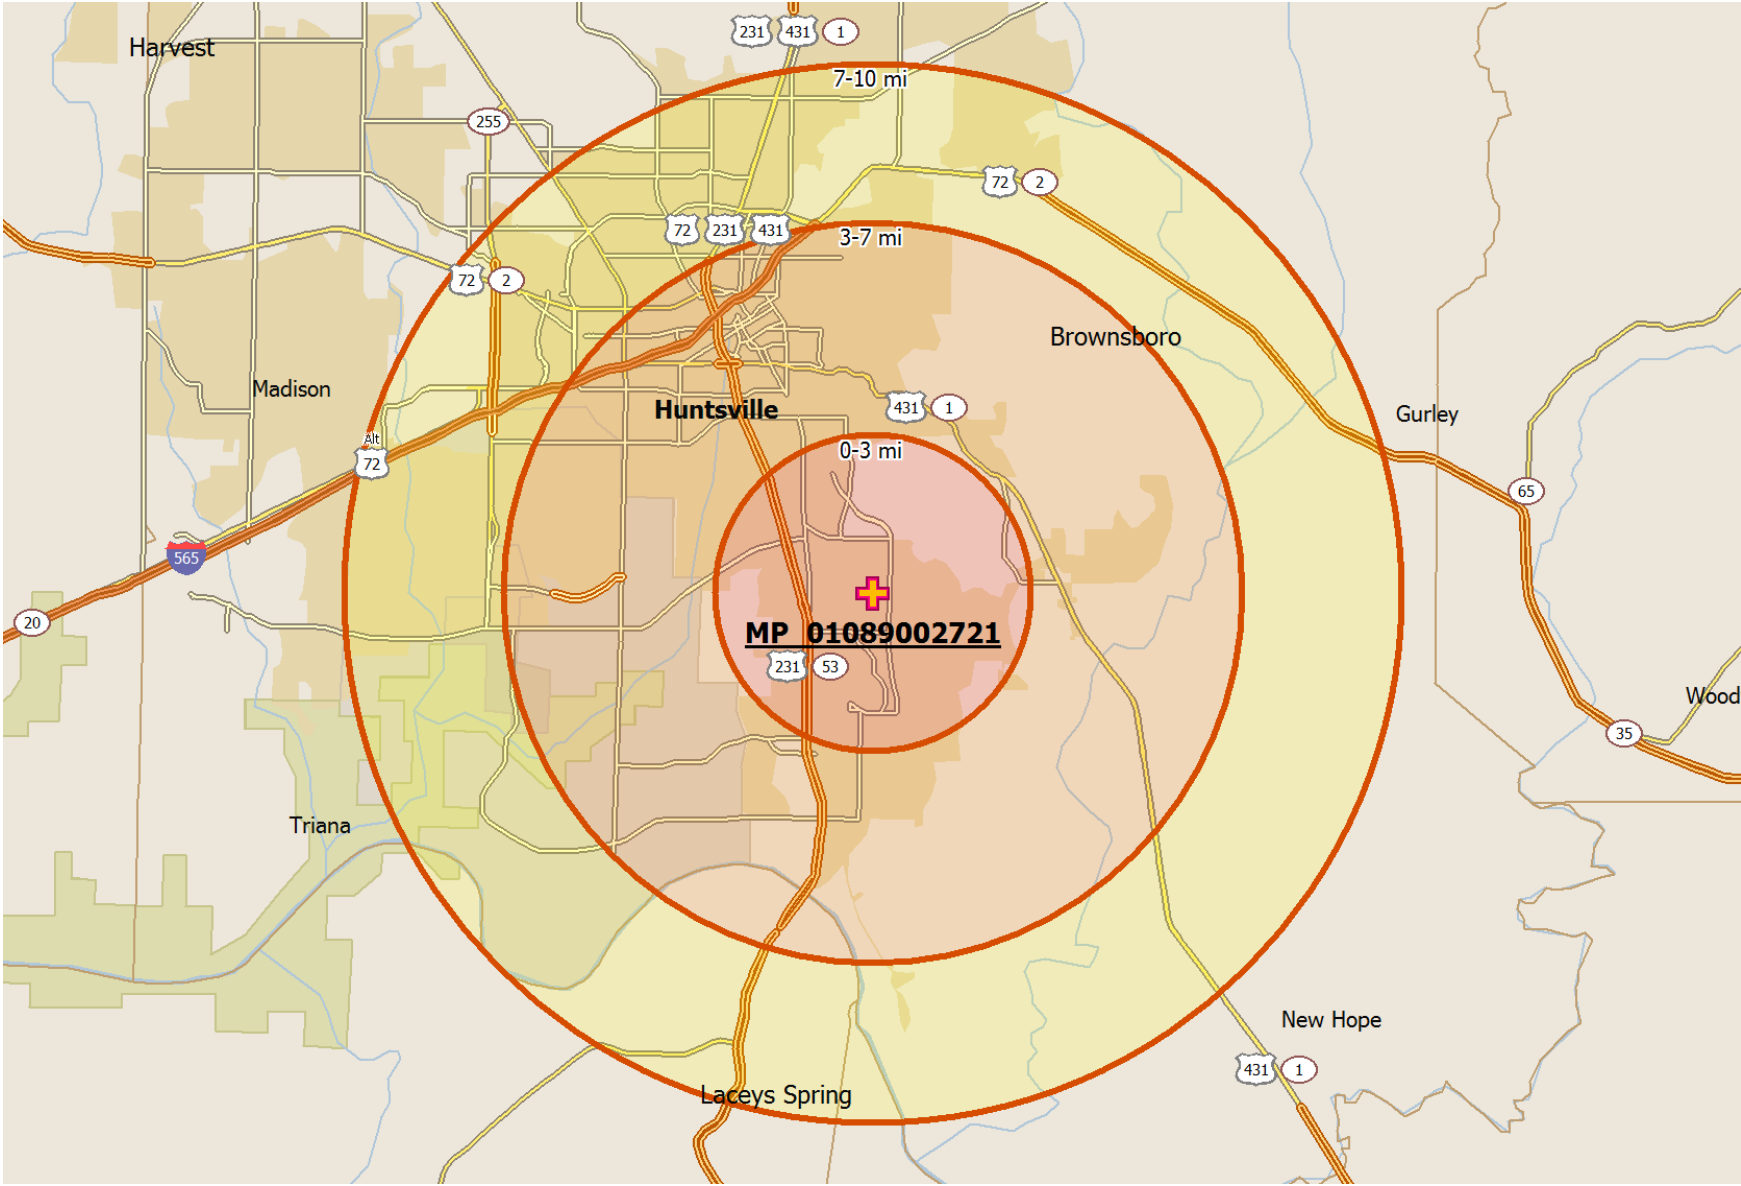 231 431 1
Harvest
7-10 mi
255
72 2
72 231 431
3-7 mi
72 2
Brownsboro
Madison
Huntsville
431 1
Gurley
Alt
72
0-3 mi
65
565
20
MP_01089002721
231 53
Wood
35
Triana
New Hope
431 1
Laceys Spring